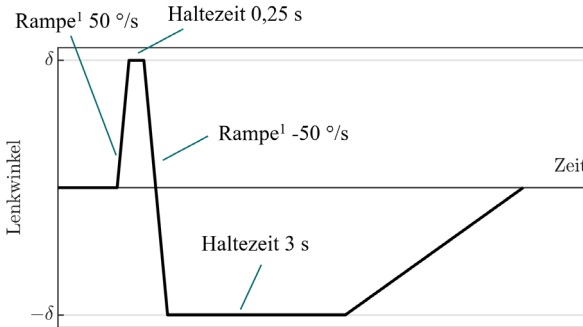 Haltezeit 0,25 s
Rampe¹ 50 °/s
δ
Rampe¹ -50 °/s
Zeit
Lenkwinkel
Haltezeit 3 s
−δ